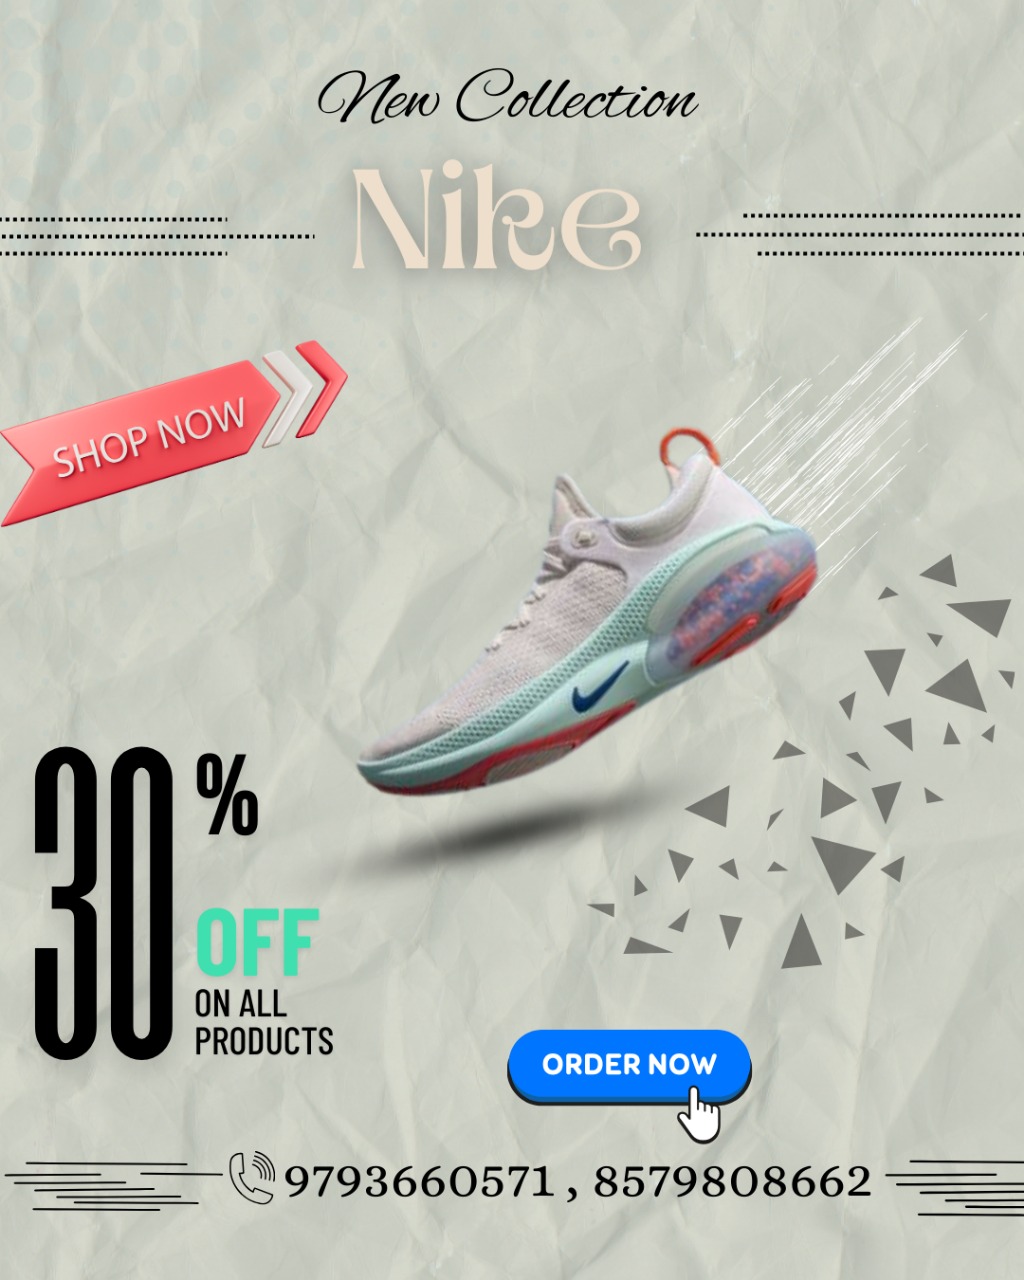 New Collection
Nike
SHOP NOW
30%
OFF
ON ALL
PRODUCTS
ORDER NOW
9793660571 , 8579808662